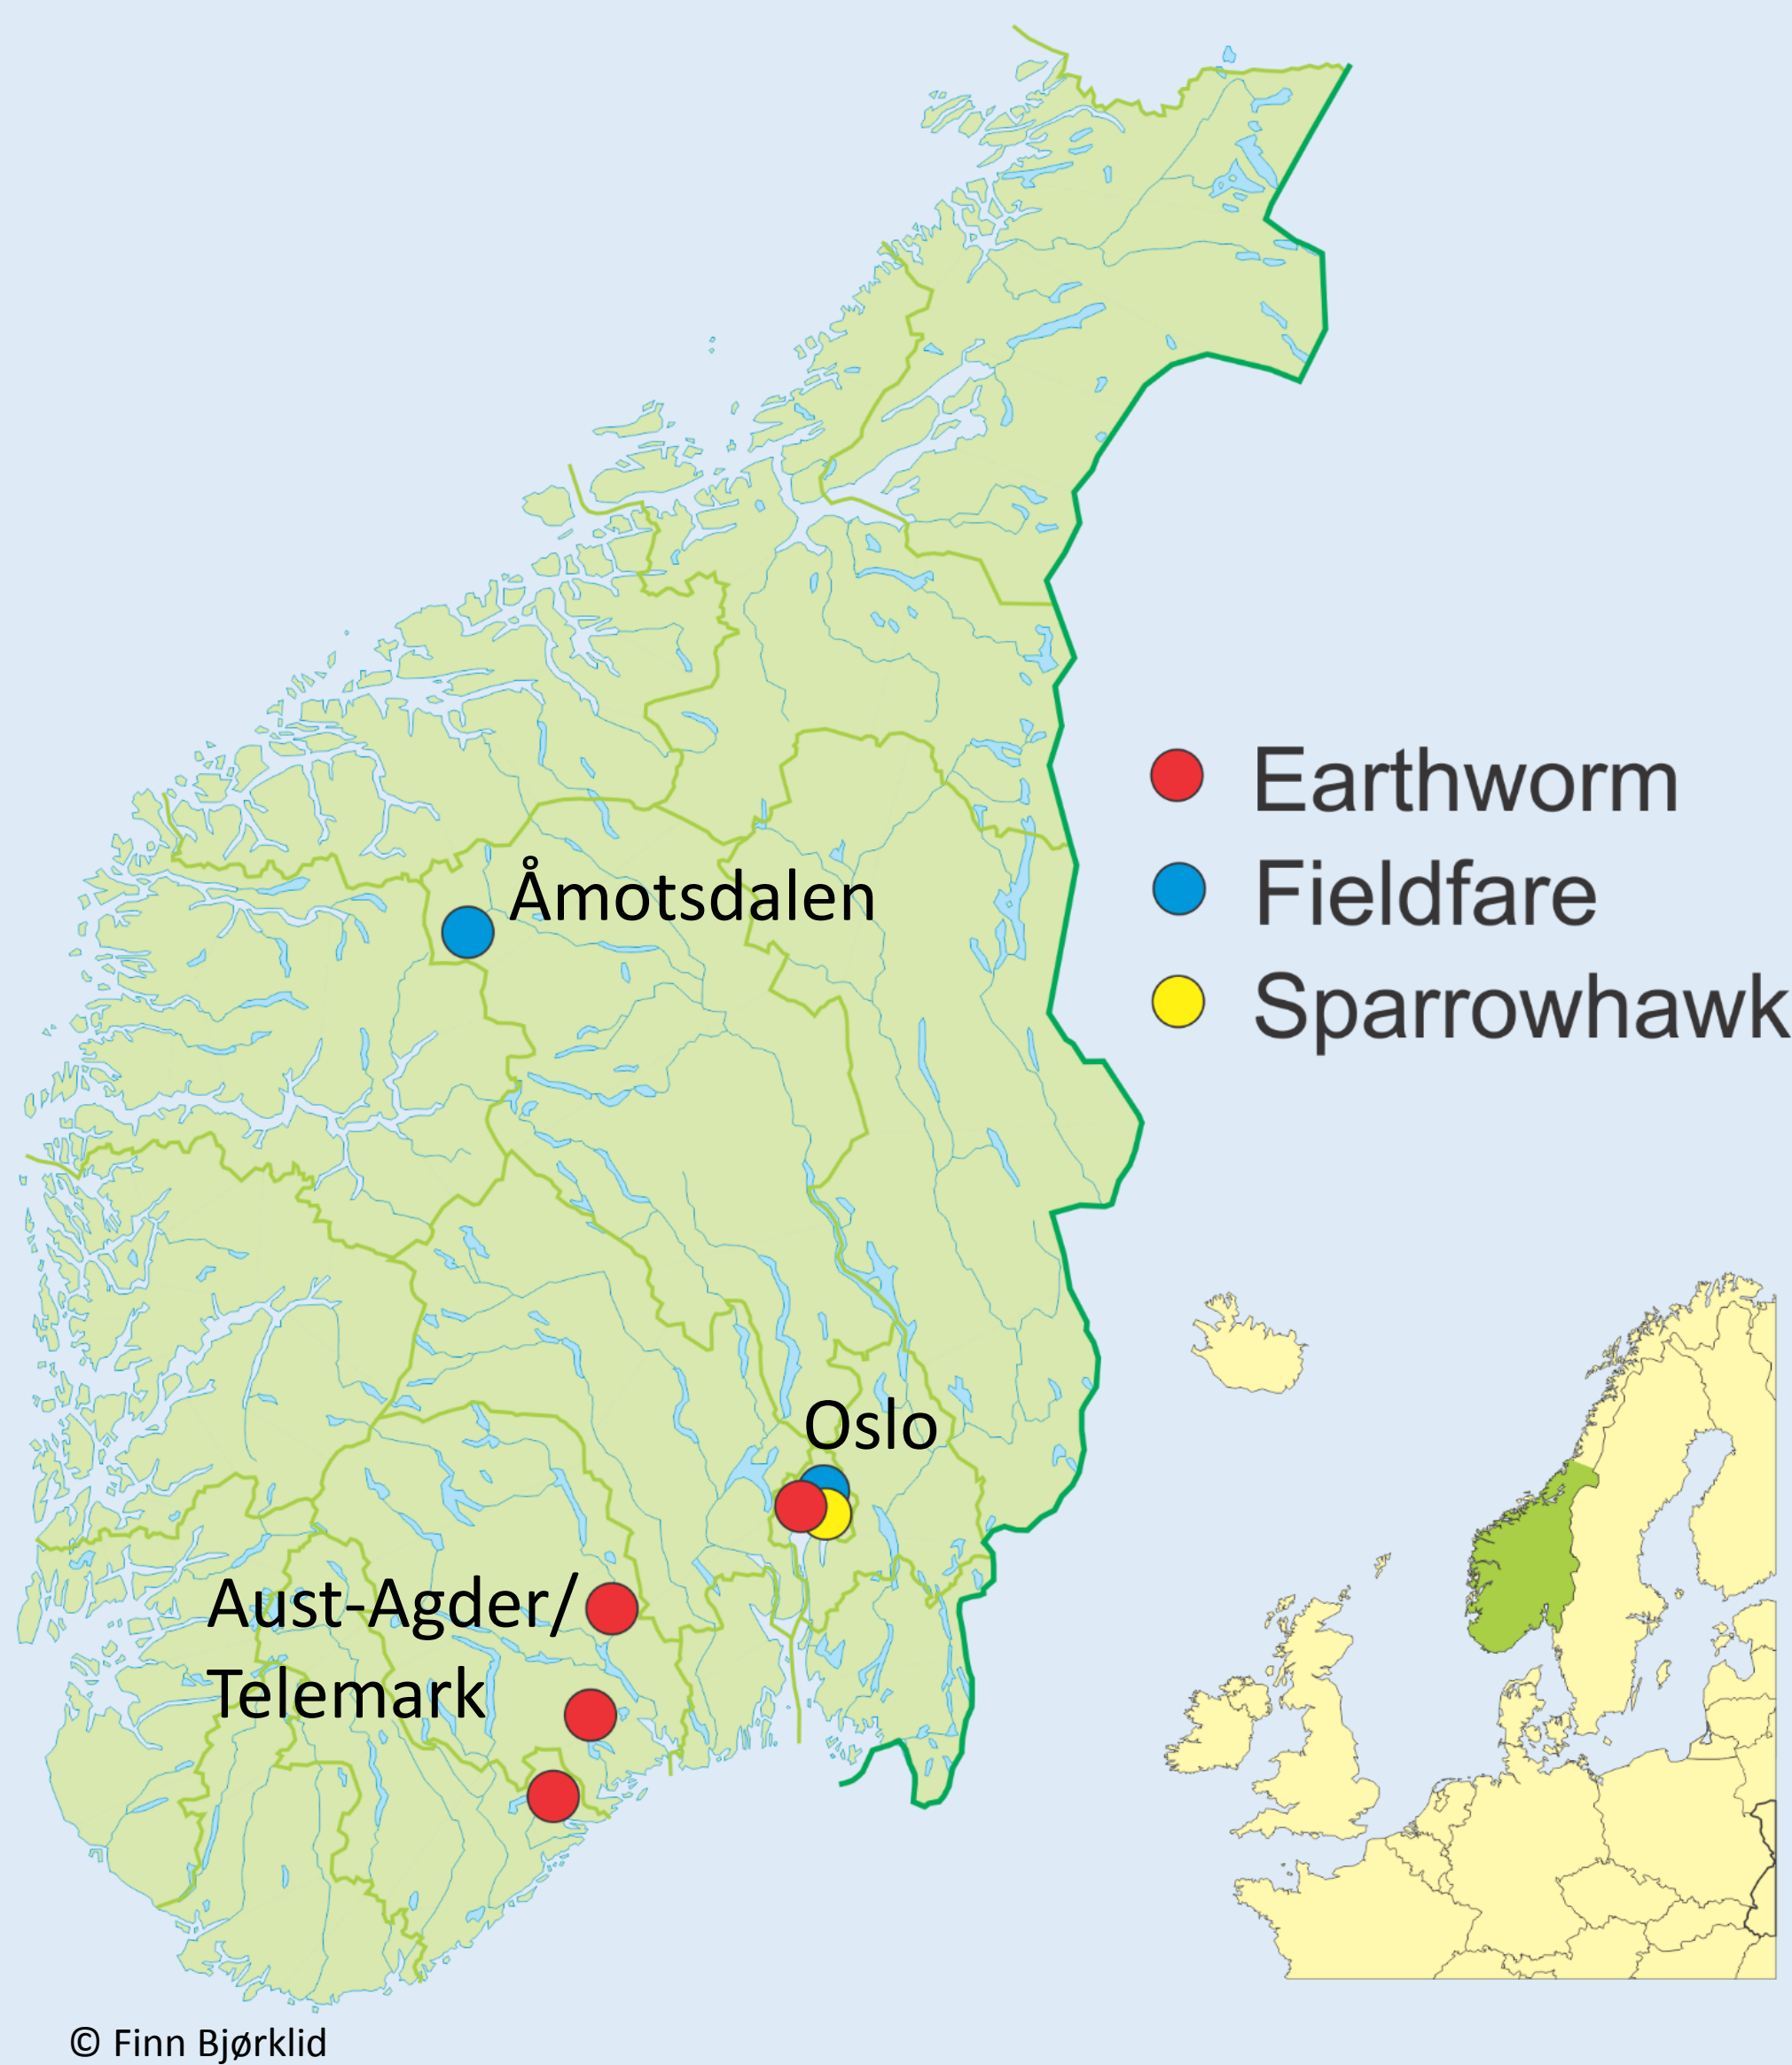 Åmotsdalen
Earthworm
Fieldfare
Sparrowhawk
Oslo
Aust-Agder/
Telemark
© Finn Bjørklid